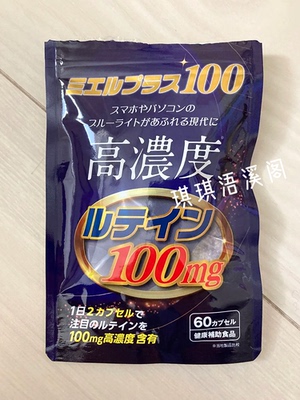 ミエルプラス100
スマホやパソコンの
ブルーライトがあふれる現代に
高濃度
琪琪浯溪阁
ルテイン
100mg
1日2カプセルで
注目のルテインを
100mg高濃度含有
60カプセル
健康補助食品